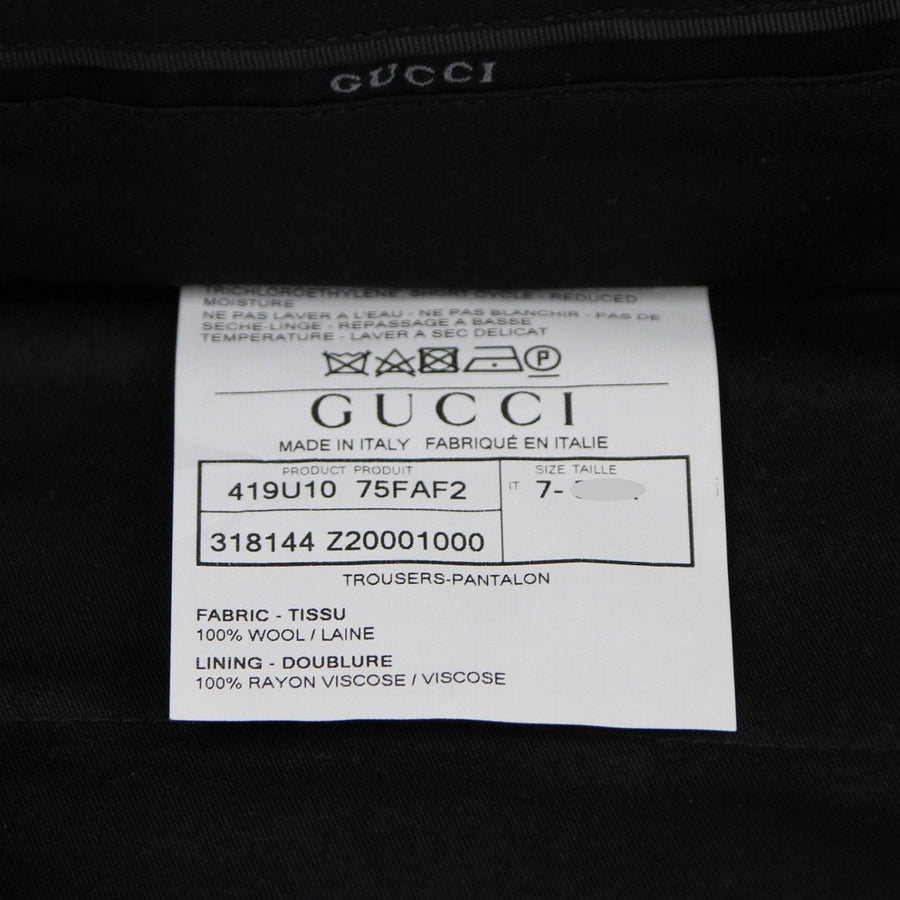 GUCCI
TRICHLOROETHYLENE. SHORT CYCLE - REDUCED
MOISTURE
NE PAS LAVER A L'EAU - NE PAS BLANCHIR - PAS DE
SECHE-LINGE - REPASSAGE A BASSE
TEMPERATURE - LAVER A SEC DELICAT
P
GUCCI
MADE IN ITALY FABRIQUÉ EN ITALIE
PRODUCT PRODUIT
419U10 75FAF2
318144 Z20001000
SIZE TAILLE
IT 7-
TROUSERS-PANTALON
FABRIC - TISSU
100% WOOL / LAINE
LINING - DOUBLURE
100% RAYON VISCOSE / VISCOSE